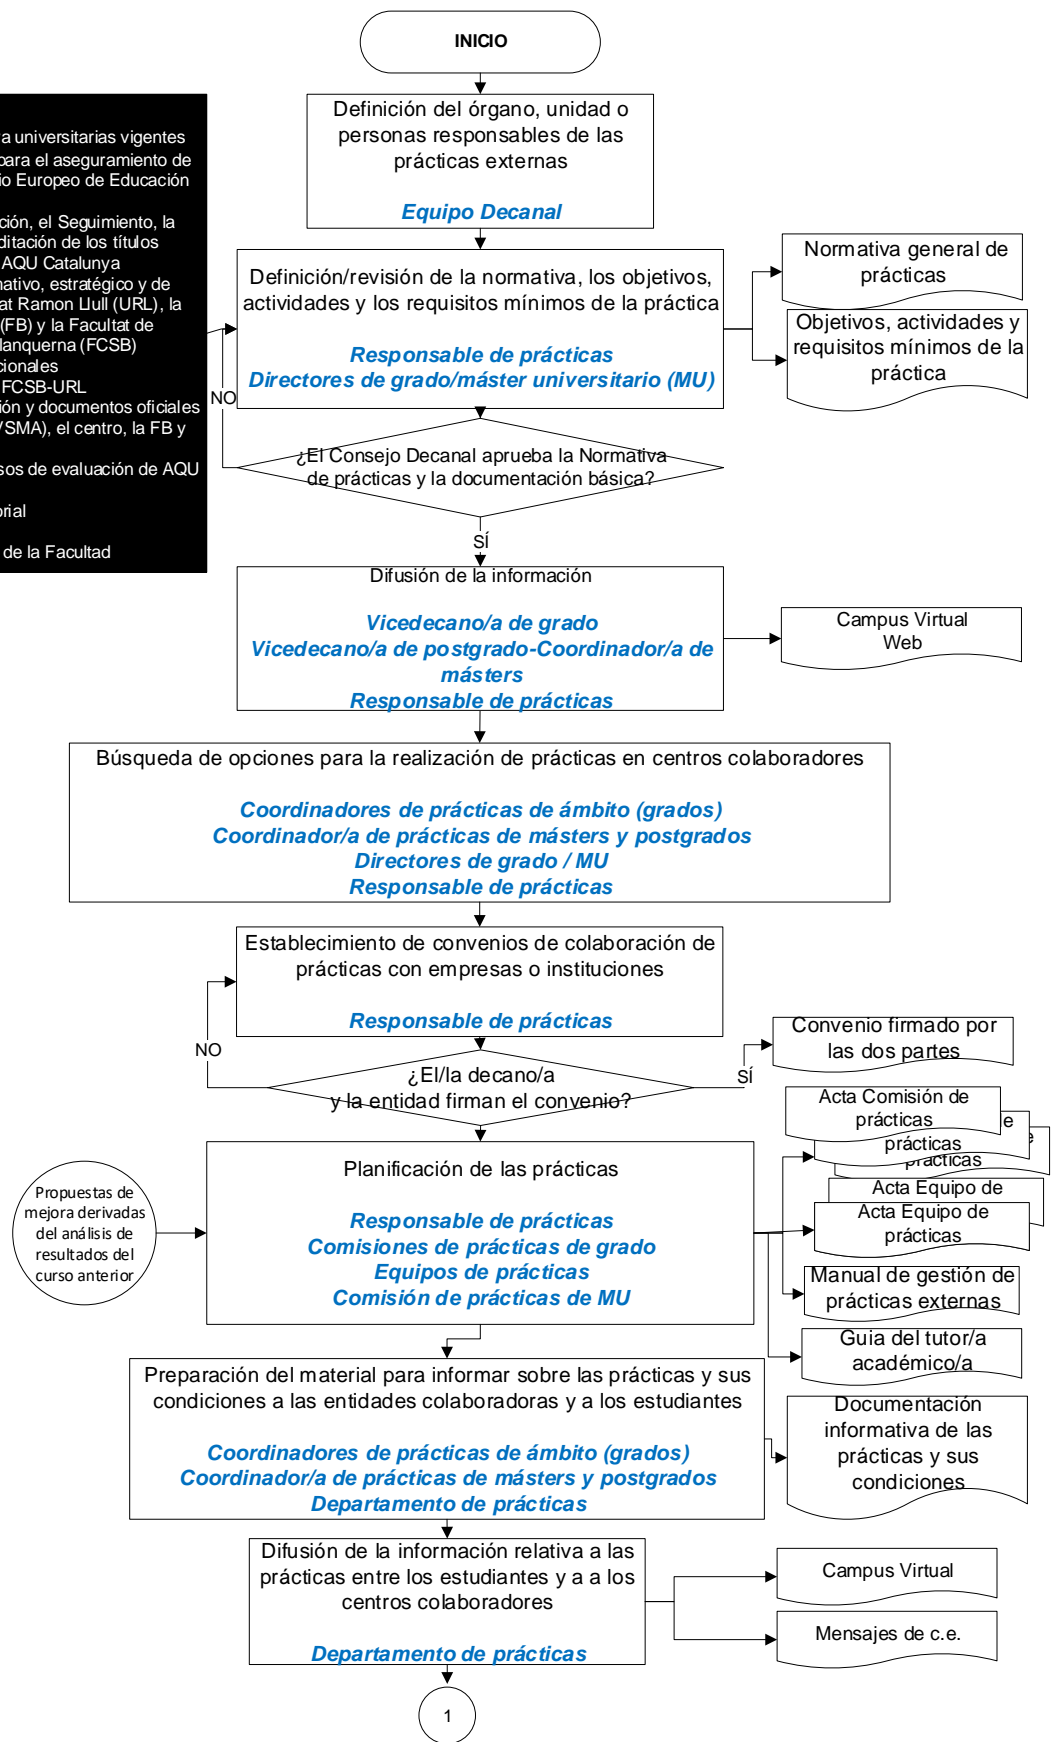 INICIO
Definición del órgano, unidad o
personas responsables de las
prácticas externas
Equipo Decanal
universitarias vigentes
para el aseguramiento de
Europeo de Educación
el Seguimiento, la
de los títulos
AQU Catalunya
estratégico y de
Ramon Llull (URL), la
(FB) y la Facultat de
(FCSB)
FCSB-URL
y documentos oficiales
el centro, la FB y
de evaluación de AQU
de la Facultad
Definición/revisión de la normativa, los objetivos,
actividades y los requisitos mínimos de la práctica
Responsable de prácticas
Directores de grado/máster universitario (MU)
Normativa general de
prácticas
Objetivos, actividades y
requisitos mínimos de la
práctica
NO
¿El Consejo Decanal aprueba la Normativa
de prácticas y la documentación básica?
SÍ
Difusión de la información
Vicedecano/a de grado
Vicedecano/a de postgrado-Coordinador/a de
másters
Responsable de prácticas
Campus Virtual
Web
Búsqueda de opciones para la realización de prácticas en centros colaboradores
Coordinadores de prácticas de ámbito (grados)
Coordinador/a de prácticas de másters y postgrados
Directores de grado / MU
Responsable de prácticas
Establecimiento de convenios de colaboración de
prácticas con empresas o instituciones
Responsable de prácticas
NO
¿El/la decano/a
y la entidad firman el convenio?
SÍ
Convenio firmado por
las dos partes
Propuestas de
mejora derivadas
del análisis de
resultados del
curso anterior
Planificación de las prácticas
Responsable de prácticas
Comisiones de prácticas de grado
Equipos de prácticas
Comisión de prácticas de MU
Acta Comisión de
prácticas
e
prácticas
e
prácticas
Acta Equipo de
Acta Equipo de
prácticas
Manual de gestión de
prácticas externas
Guia del tutor/a
académico/a
Preparación del material para informar sobre las prácticas y sus
condiciones a las entidades colaboradoras y a los estudiantes
Coordinadores de prácticas de ámbito (grados)
Coordinador/a de prácticas de másters y postgrados
Departamento de prácticas
Documentación
informativa de las
prácticas y sus
condiciones
Difusión de la información relativa a las
prácticas entre los estudiantes y a a los
centros colaboradores
Departamento de prácticas
Campus Virtual
Mensajes de c.e.
1